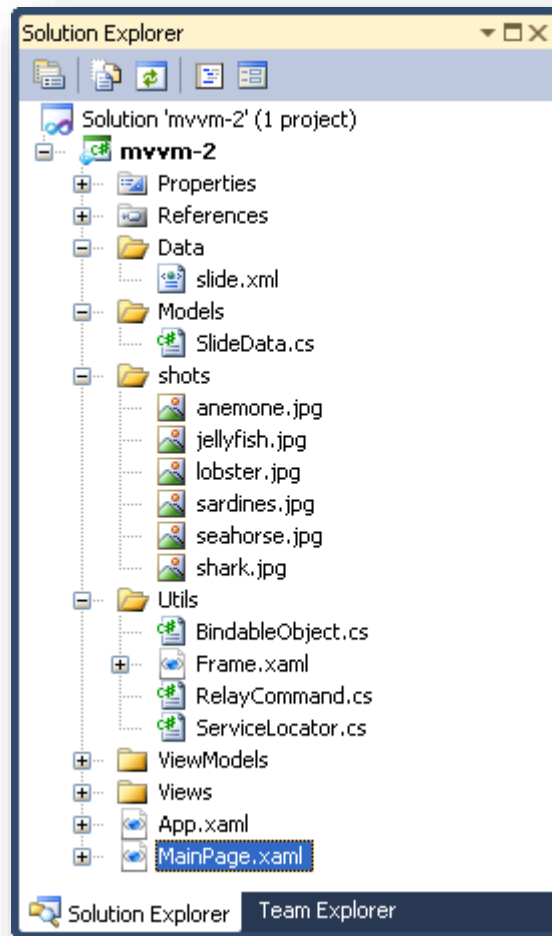 Solution Explorer
Solution 'mvvm-2' (1 project)
mvvm-2
Properties
References
Data
slide.xml
Models
SlideData.cs
shots
anemone.jpg
jellyfish.jpg
lobster.jpg
sardines.jpg
seahorse.jpg
shark.jpg
Utils
BindableObject.cs
Frame.xaml
RelayCommand.cs
ServiceLocator.cs
ViewModels
Views
App.xaml
MainPage.xaml
Solution Explorer Team Explorer